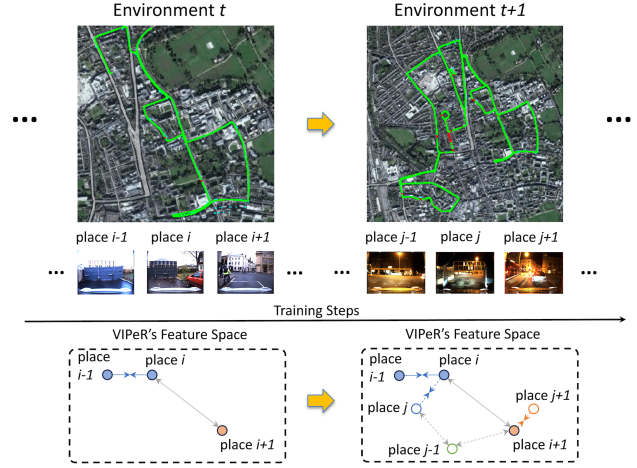 Environment t
Environment t+1
...
...
place i-1
place i
place i+1
place j-1
place j
place j+1
...
...
...
...
Training Steps
VIPeR's Feature Space
VIPeR's Feature Space
place
i-1
place i
place i+1
place
i-1
place i
place j
place j-1
place j+1
place i+1